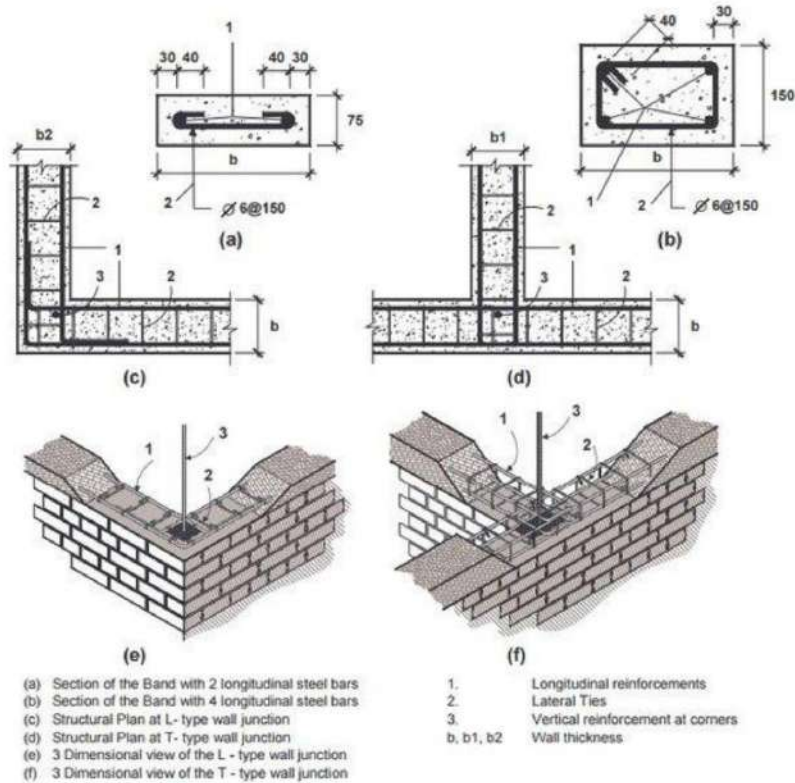 1
30 40 40 30
75
b
2
Ø 6@150
(a)
40
30
150
b
1
2
Ø 6@150
(b)
b2
2
1
3
1
2
b
(c)
b1
2
1
3
1
2
b
(d)
1
3
2
(e)
1
3
2
(f)
(a) Section of the Band with 2 longitudinal steel bars
(b) Section of the Band with 4 longitudinal steel bars
(c) Structural Plan at L- type wall junction
(d) Structural Plan at T- type wall junction
(e) 3 Dimensional view of the L - type wall junction
(f) 3 Dimensional view of the T - type wall junction
1. Longitudinal reinforcements
2. Lateral Ties
3. Vertical reinforcement at corners
b, b1, b2 Wall thickness